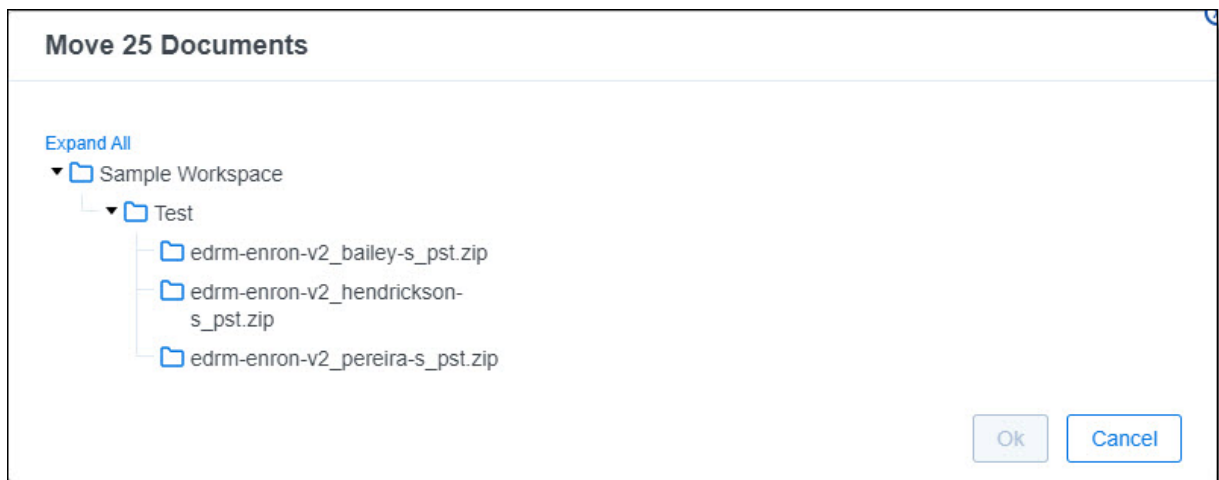 Move 25 Documents
Expand All
Sample Workspace
Test
edrm-enron-v2_bailey-s_pst.zip
edrm-enron-v2_hendrickson-
s_pst.zip
edrm-enron-v2_pereira-s_pst.zip
Ok Cancel